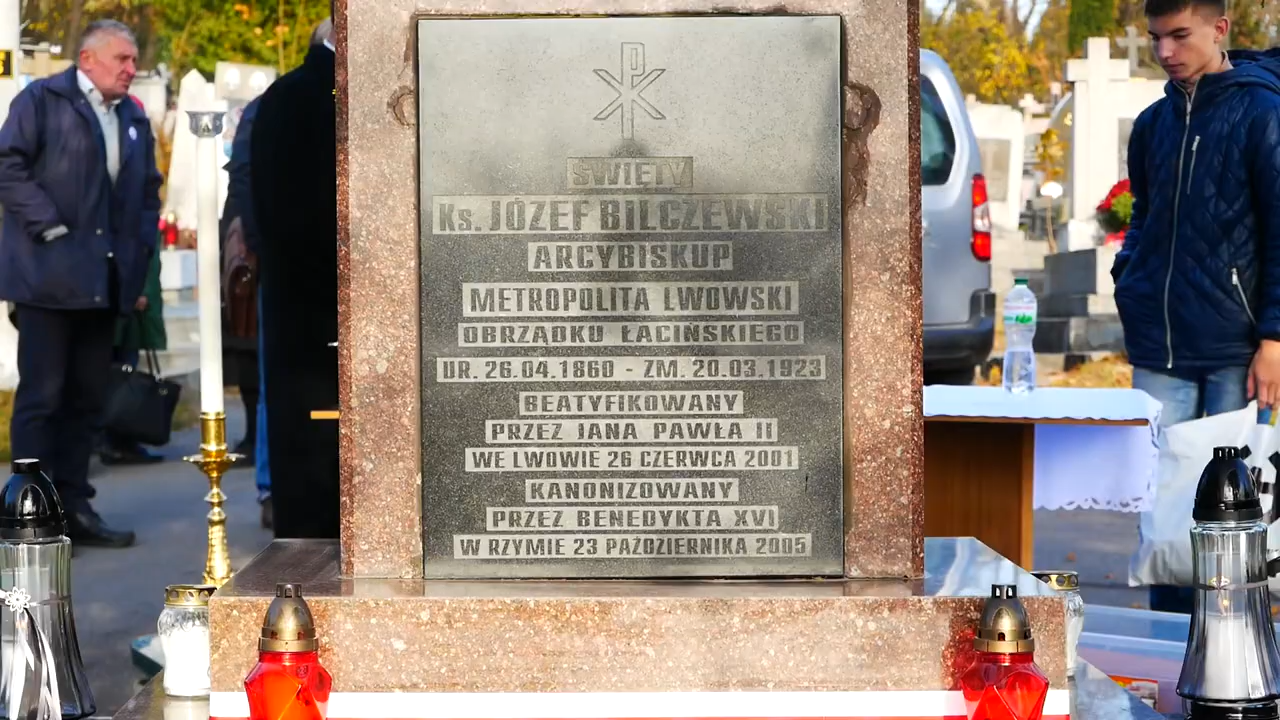 ŚWIĘTY
Ks. JÓZEF BILCZEWSKI
ARCYBISKUP
METROPOLITA LWOWSKI
OBRZĄDKU ŁACIŃSKIEGO
UR. 26.04.1860 - ZM. 20.03.1923
BEATYFIKOWANY
PRZEZ JANA PAWŁA II
WE LWOWIE 26 CZERWCA 2001
KANONIZOWANY
PRZEZ BENEDYKTA XVI
W RZYMIE 23 PAŹDZIERNIKA 2005